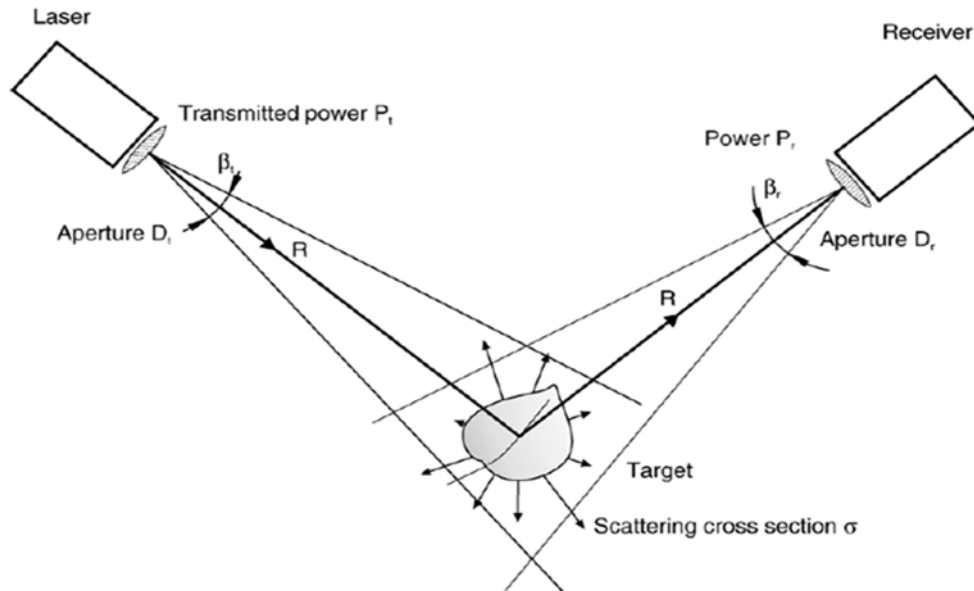 Laser
Receiver
Transmitted power Pₜ
Power Pᵣ
βₜ
βᵣ
Aperture Dₜ
Aperture Dᵣ
R
R
Target
Scattering cross section σ